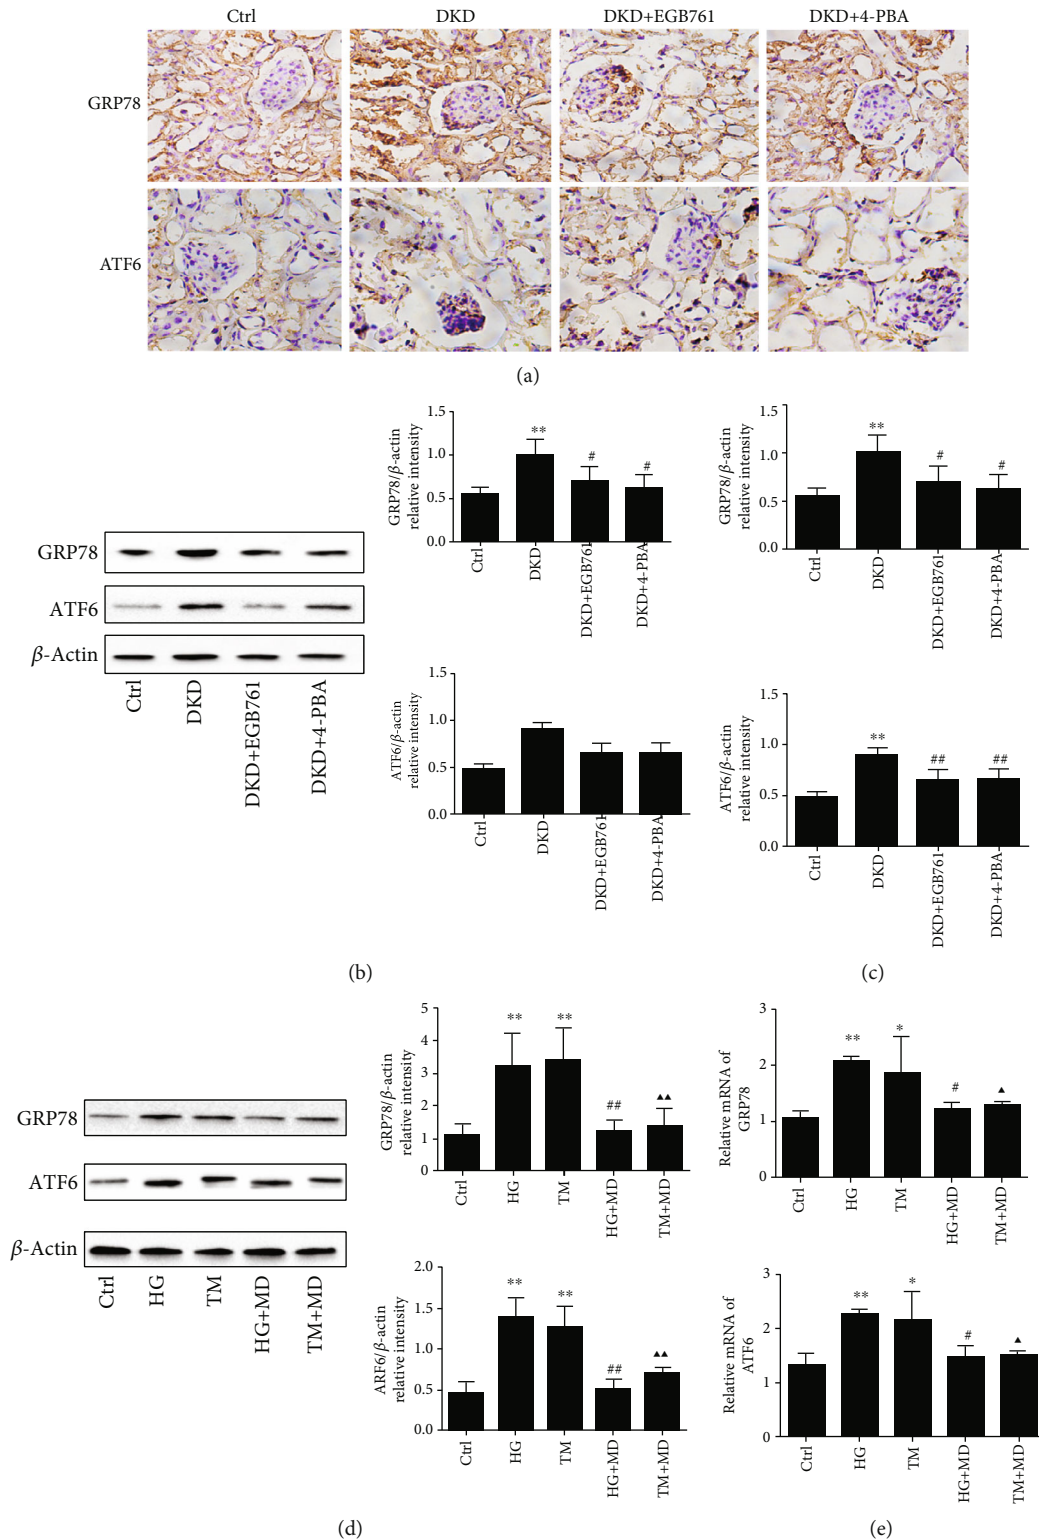 Ctrl DKD DKD+EGB761 DKD+4-PBA
GRP78
ATF6
(a)
GRP78
ATF6
β-Actin
Ctrl DKD DKD+EGB761 DKD+4-PBA
GRP78/β-actin
relative intensity
1.5
1.0
0.5
0.0
** # #
Ctrl DKD DKD+EGB761 DKD+4-PBA
ATF6/β-actin
relative intensity
1.5
1.0
0.5
0.0
Ctrl DKD DKD+EGB761 DKD+4-PBA
(b)
GRP78/β-actin
relative intensity
1.5
1.0
0.5
0.0
** # #
Ctrl DKD DKD+EGB761 DKD+4-PBA
ATF6/β-actin
relative intensity
1.5
1.0
0.5
0.0
** ## ##
Ctrl DKD DKD+EGB761 DKD+4-PBA
(c)
GRP78
ATF6
β-Actin
Ctrl HG TM HG+MD TM+MD
GRP78/β-actin
relative intensity
5
4
3
2
1
0
** ** ## ▲▲
Ctrl HG TM HG+MD TM+MD
ARF6/β-actin
relative intensity
2.0
1.5
1.0
0.5
0.0
** ** ## ▲▲
Ctrl HG TM HG+MD TM+MD
(d)
Relative mRNA of
GRP78
3
2
1
0
** * # ▲
Ctrl HG TM HG+MD TM+MD
Relative mRNA of
ATF6
3
2
1
0
** * # ▲
Ctrl HG TM HG+MD TM+MD
(e)